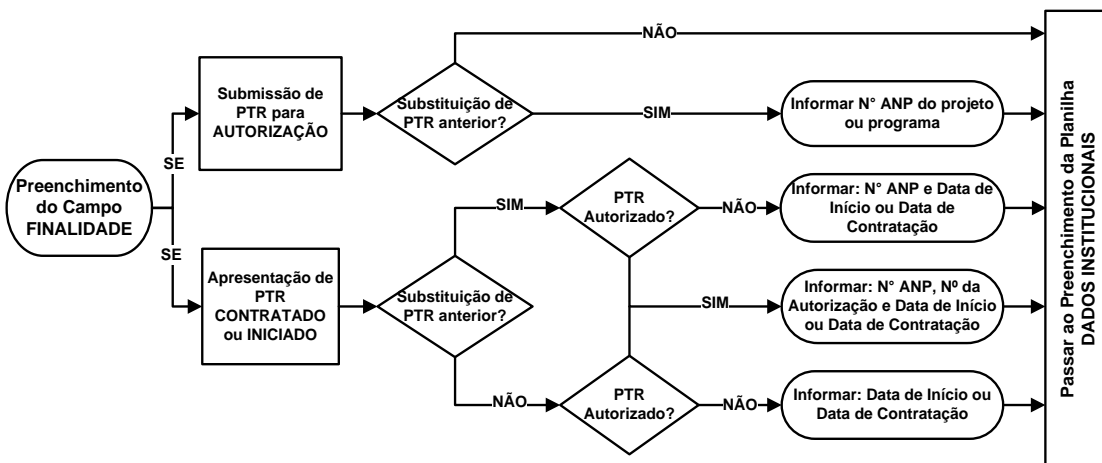 NÃO
Submissão de
PTR para
AUTORIZAÇÃO
Substituição de
PTR anterior?
SIM
Informar N° ANP do projeto
ou programa
SE
Preenchimento
do Campo
FINALIDADE
SE
SIM
PTR
Autorizado?
NÃO
Informar: N° ANP e Data de
Início ou Data de
Contratação
Apresentação de
PTR
CONTRATADO
ou INICIADO
Substituição de
PTR anterior?
SIM
Informar: N° ANP, Nº da
Autorização e Data de Início
ou Data de Contratação
NÃO
PTR
Autorizado?
NÃO
Informar: Data de Início ou
Data de Contratação
Passar ao Preenchimento da Planilha
DADOS INSTITUCIONAIS